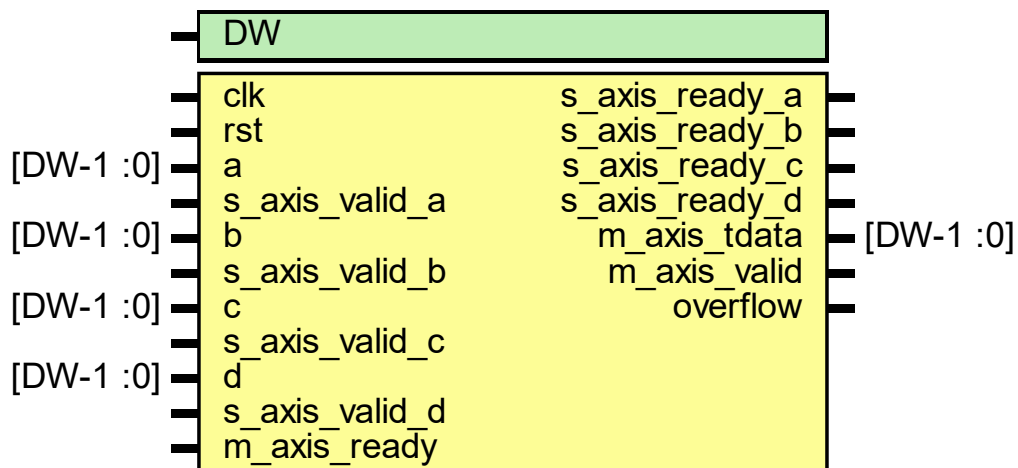 DW
clk s_axis_ready_a
rst s_axis_ready_b
[DW-1 :0] a s_axis_ready_c
s_axis_valid_a s_axis_ready_d
[DW-1 :0] b m_axis_tdata [DW-1 :0]
s_axis_valid_b m_axis_valid
[DW-1 :0] c overflow
s_axis_valid_c
[DW-1 :0] d
s_axis_valid_d
m_axis_ready